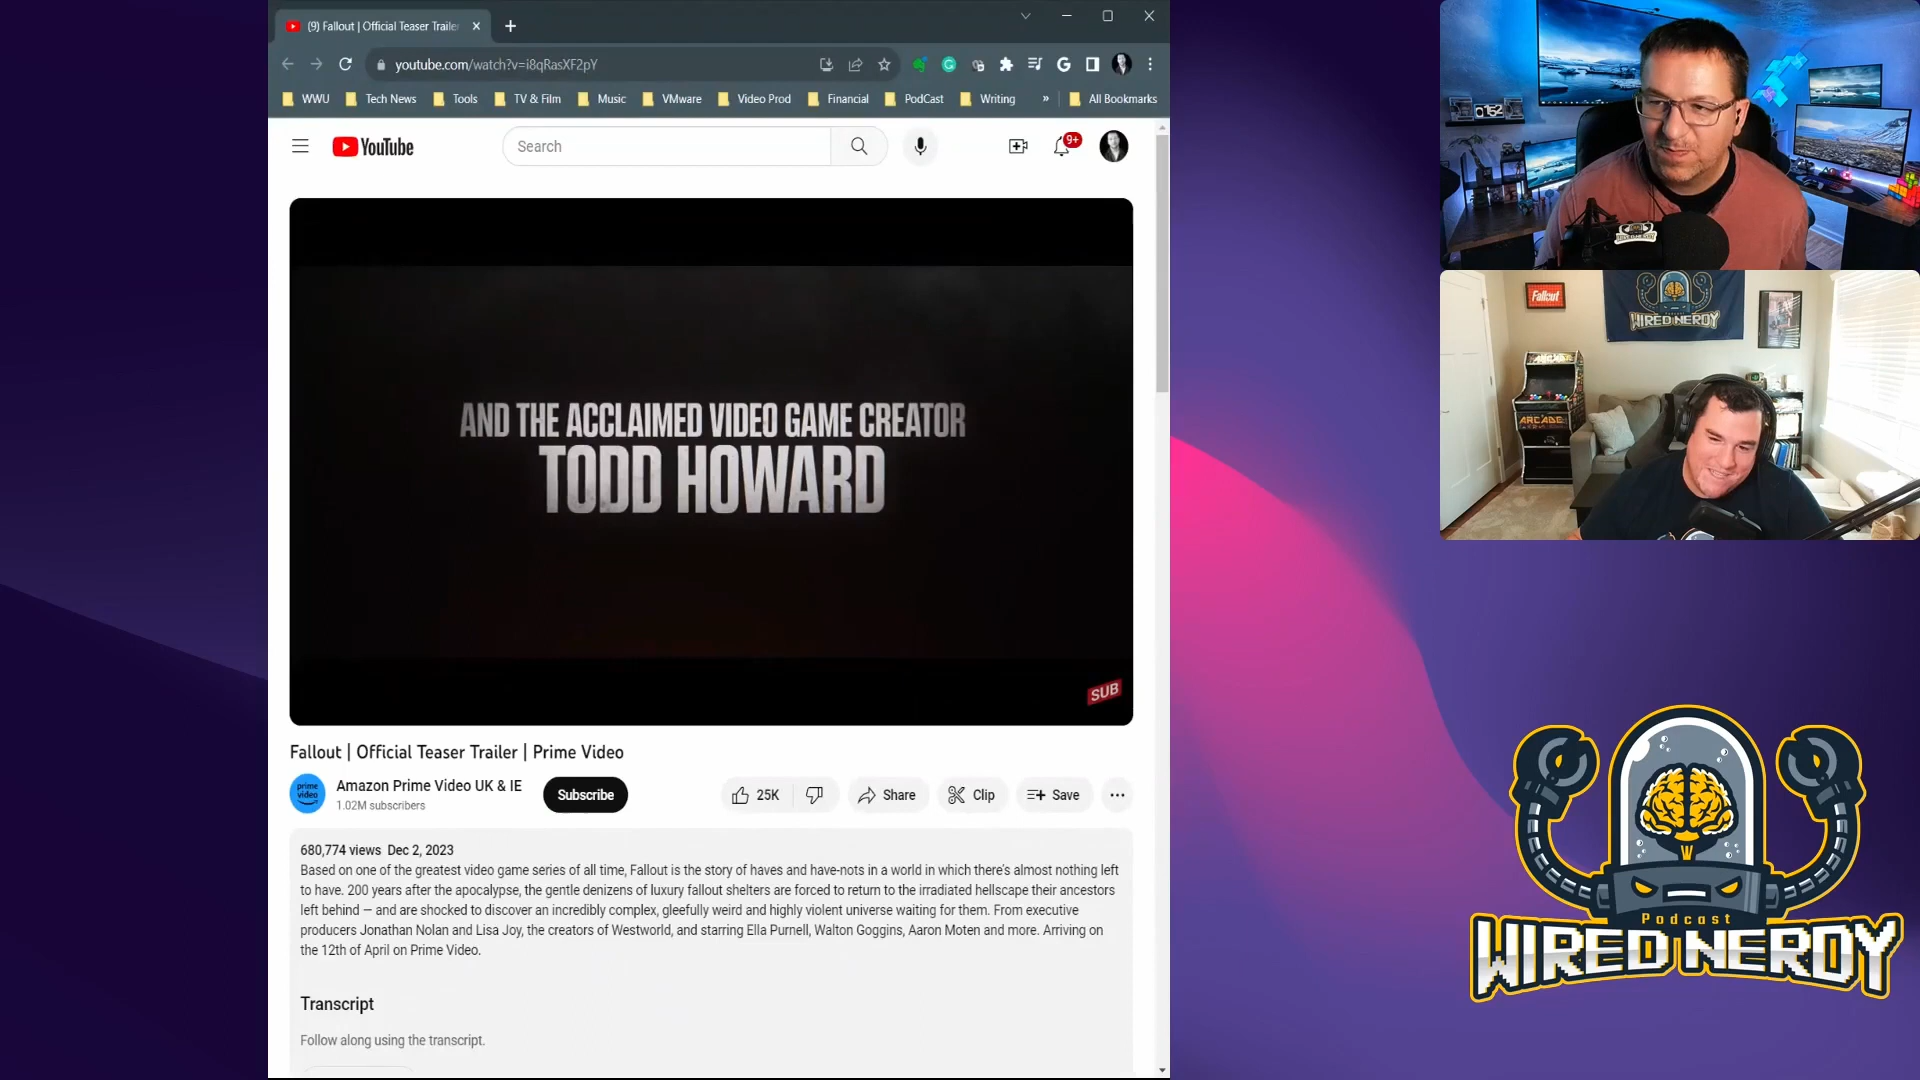 (9) Fallout | Official Teaser Trailer
youtube.com/watch?v=i8qRasXF2pY
WWU
Tech News
Tools
TV & Film
Music
VMware
Video Prod
Financial
PodCast
Writing
»
All Bookmarks
YouTube
Search
9+
AND THE ACCLAIMED VIDEO GAME CREATOR
TODD HOWARD
SUB
Fallout | Official Teaser Trailer | Prime Video
prime
video
Amazon Prime Video UK & IE
1.02M subscribers
Subscribe
25K
Share
Clip
Save
680,774 views Dec 2, 2023
Based on one of the greatest video game series of all time, Fallout is the story of haves and have-nots in a world in which there's almost nothing left
to have. 200 years after the apocalypse, the gentle denizens of luxury fallout shelters are forced to return to the irradiated hellscape their ancestors
left behind — and are shocked to discover an incredibly complex, gleefully weird and highly violent universe waiting for them. From executive
producers Jonathan Nolan and Lisa Joy, the creators of Westworld, and starring Ella Purnell, Walton Goggins, Aaron Moten and more. Arriving on
the 12th of April on Prime Video.
Transcript
Follow along using the transcript.
WIRED NERDY
Fallout
WIRED NERDY
ARCADE
Podcast
WIRED NERDY